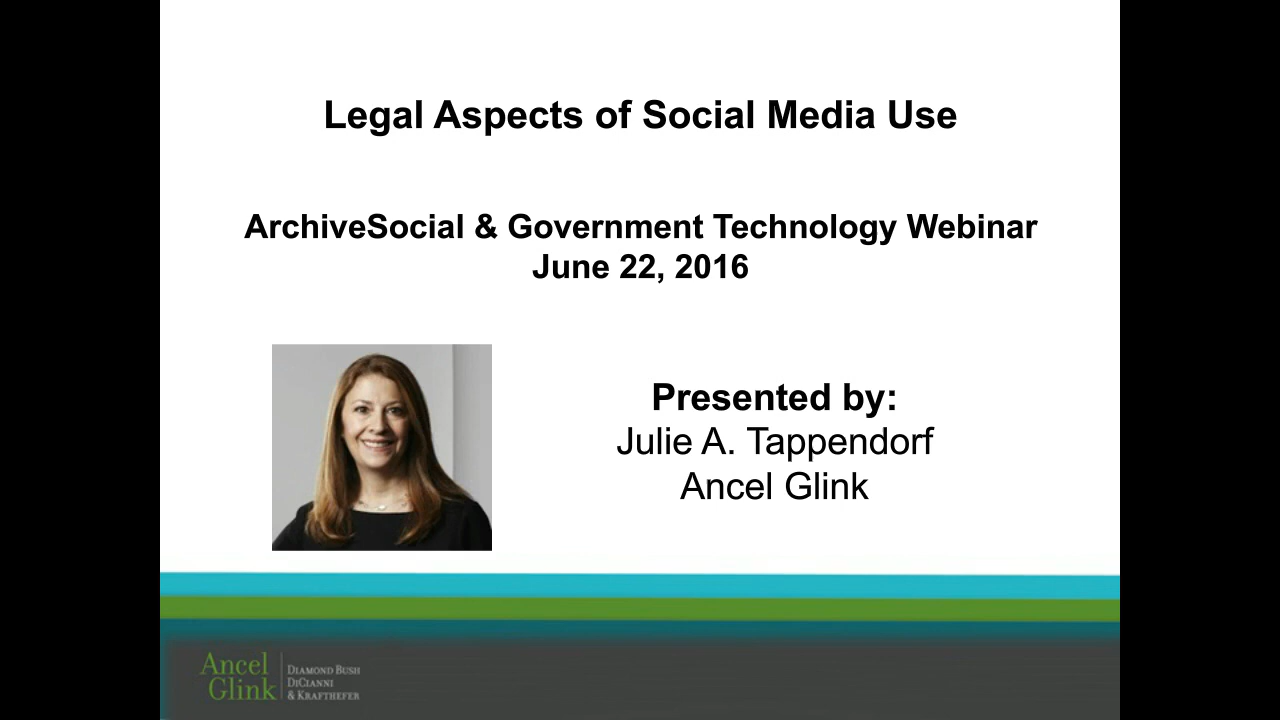 Legal Aspects of Social Media Use
ArchiveSocial & Government Technology Webinar
June 22, 2016
Presented by:
Julie A. Tappendorf
Ancel Glink
Ancel
Glink
DIAMOND BUSH
DICIANNI
& KRAFTHEFER